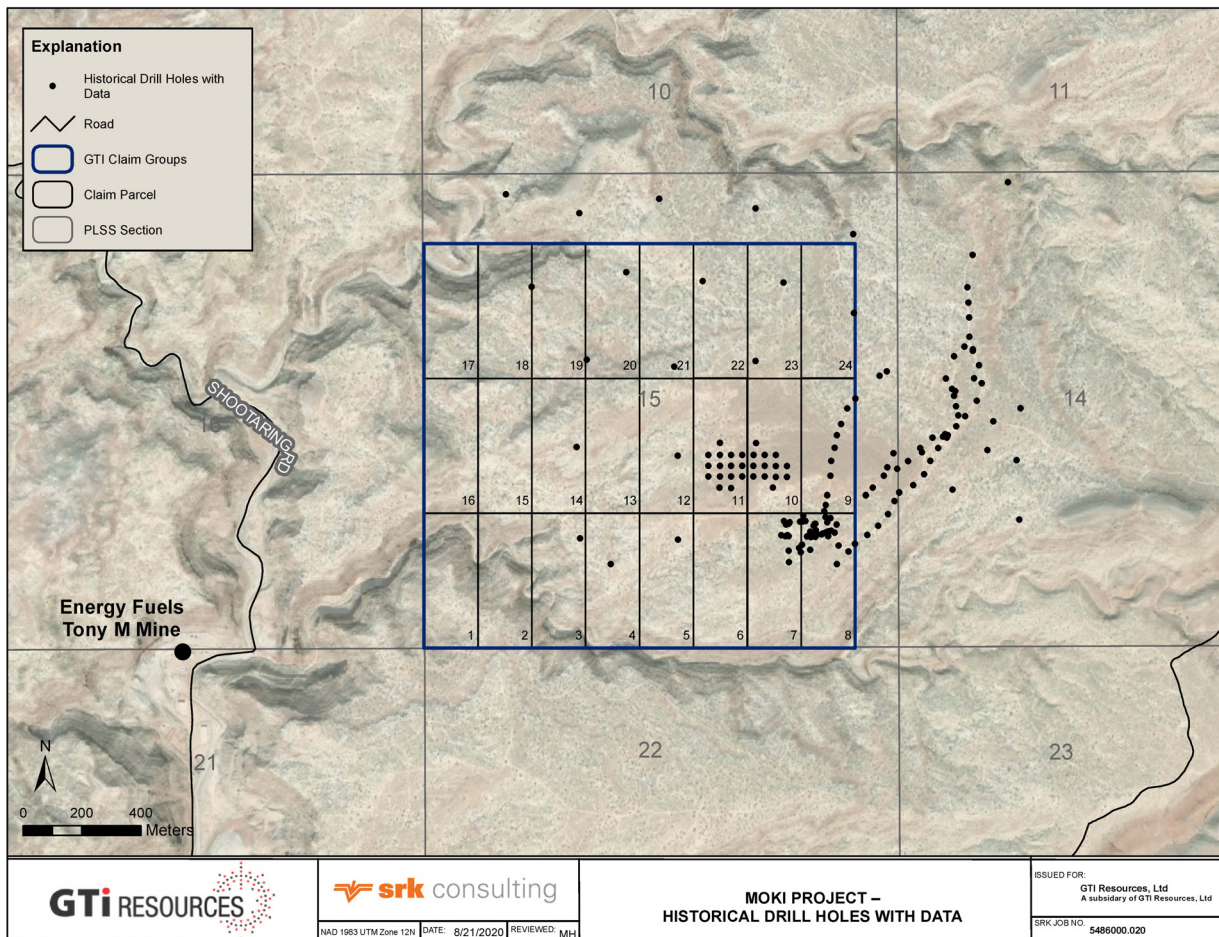 Explanation
Historical Drill Holes with
Data
Road
GTI Claim Groups
Claim Parcel
PLSS Section
10
11
17
18
19
20
21
22
23
24
15
14
SHOOTARING RD
16
16
15
14
13
12
11
10
9
Energy Fuels
Tony M Mine
1
2
3
4
5
6
7
8
21
22
23
N
0 200 400
Meters
GTi RESOURCES
srk consulting
NAD 1983 UTM Zone 12N
DATE: 8/21/2020
REVIEWED: MH
MOKI PROJECT –
HISTORICAL DRILL HOLES WITH DATA
ISSUED FOR:
GTI Resources, Ltd
A subsidary of GTI Resources, Ltd
SRK JOB NO.
5486000.020